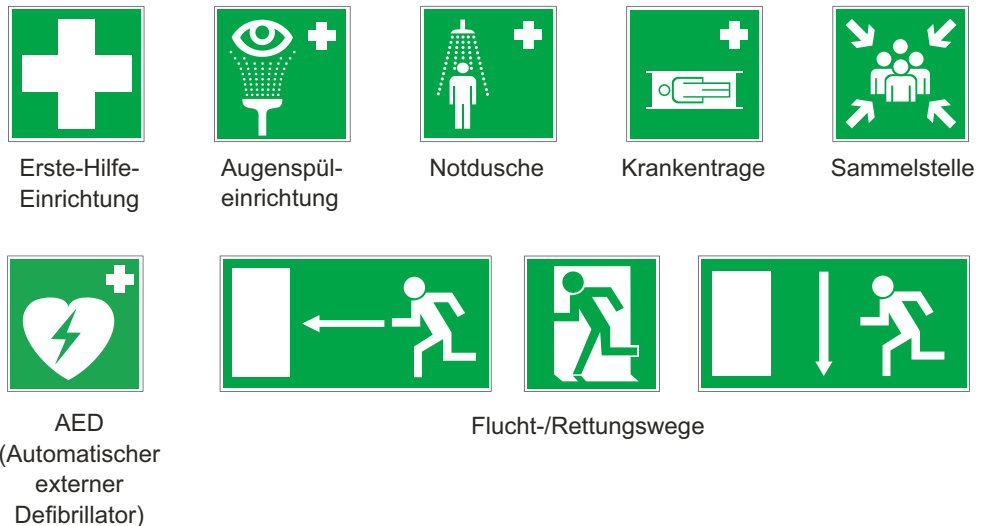 Erste-Hilfe-
Einrichtung
Augenspül-
einrichtung
Notdusche
Krankentrage
Sammelstelle
AED
(Automatischer
externer
Defibrillator)
Flucht-/Rettungswege